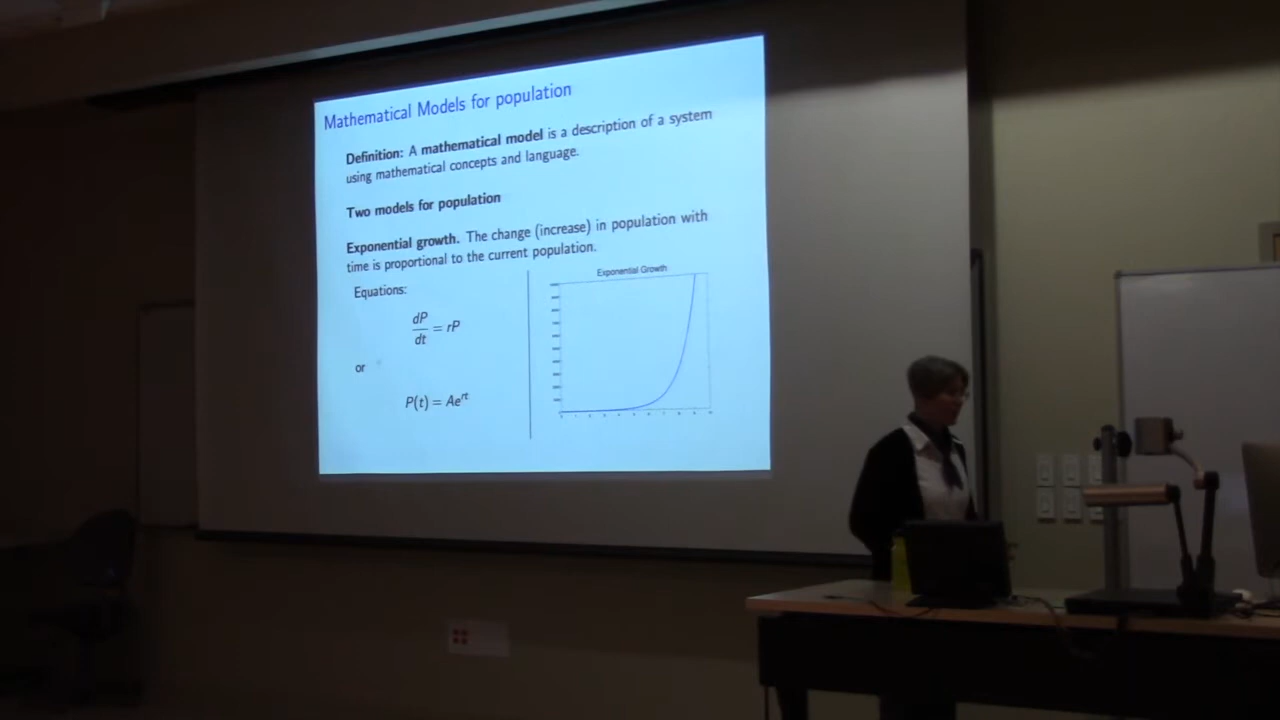 Mathematical Models for population
Definition: A mathematical model is a description of a system
using mathematical concepts and language.
Two models for population
Exponential growth. The change (increase) in population with
time is proportional to the current population.
Equations:
dP/dt = rP
or
P(t) = Ae^rt
Exponential Growth